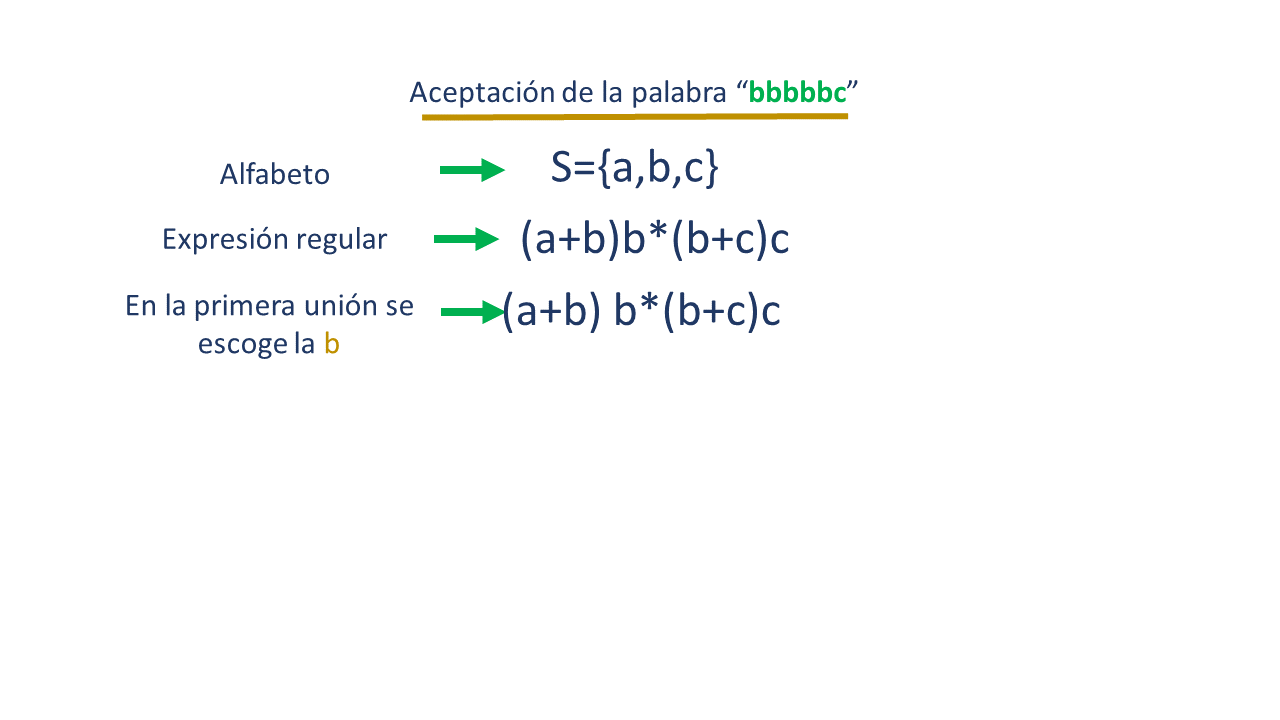 Aceptación de la palabra “bbbbbc”
Alfabeto
S={a,b,c}
Expresión regular
(a+b)b*(b+c)c
En la primera unión se
escoge la b
(a+b) b*(b+c)c